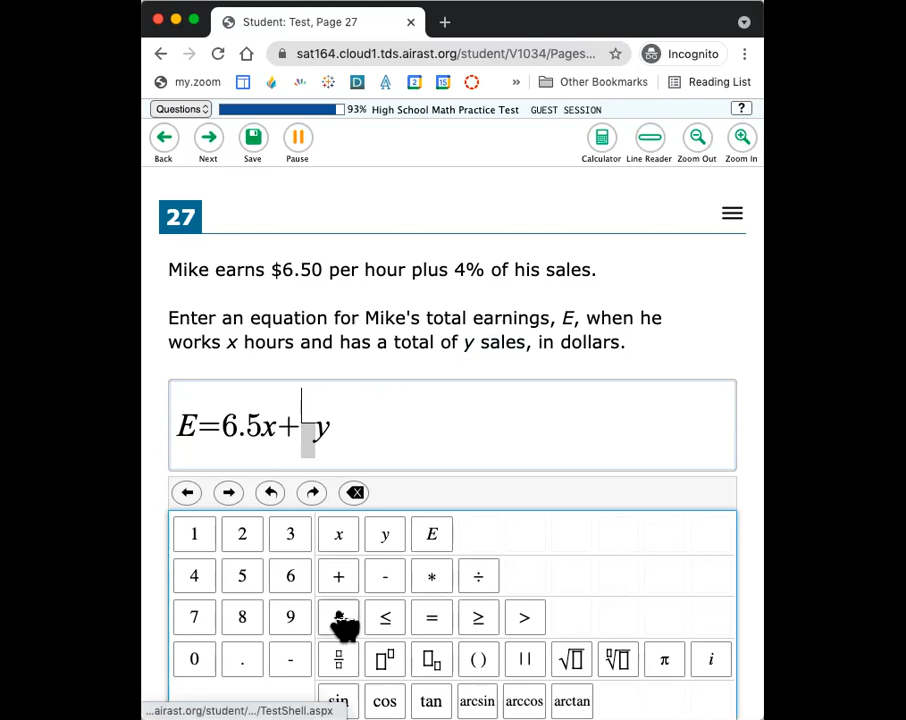 Student: Test, Page 27
sat164.cloud1.tds.airast.org/student/V1034/Pages...
Incognito
my.zoom
2
15
»
Other Bookmarks
Reading List
Questions
93%
High School Math Practice Test
GUEST SESSION
?
Back
Next
Save
Pause
Calculator
Line Reader
Zoom Out
Zoom In
27
Mike earns $6.50 per hour plus 4% of his sales.
Enter an equation for Mike's total earnings, E, when he
works x hours and has a total of y sales, in dollars.
E=6.5x+ y
1 2 3 x y E
4 5 6 + - * ÷
7 8 9 ≤ = ≥ >
0 . - ( ) | | √ √ π i
sin cos tan arcsin arccos arctan
...airast.org/student/.../TestShell.aspx